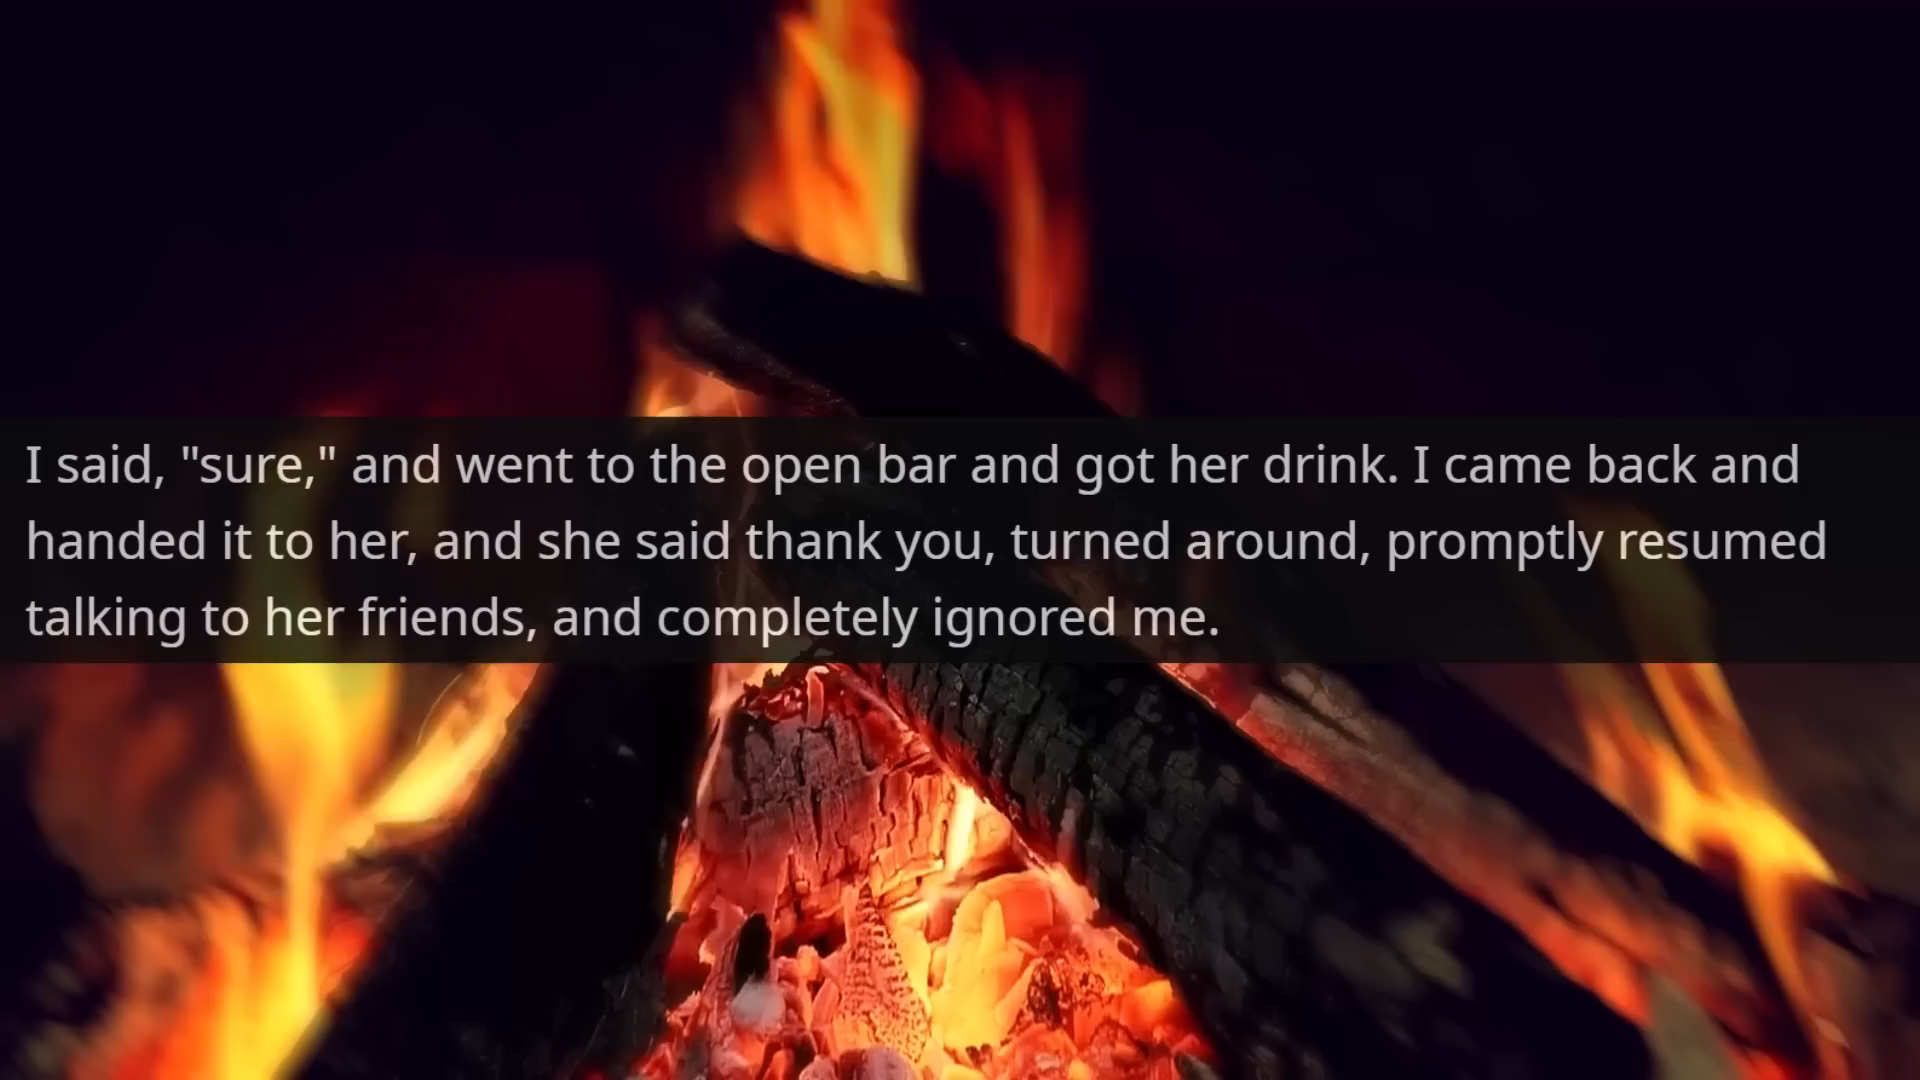 I said, "sure," and went to the open bar and got her drink. I came back and
handed it to her, and she said thank you, turned around, promptly resumed
talking to her friends, and completely ignored me.